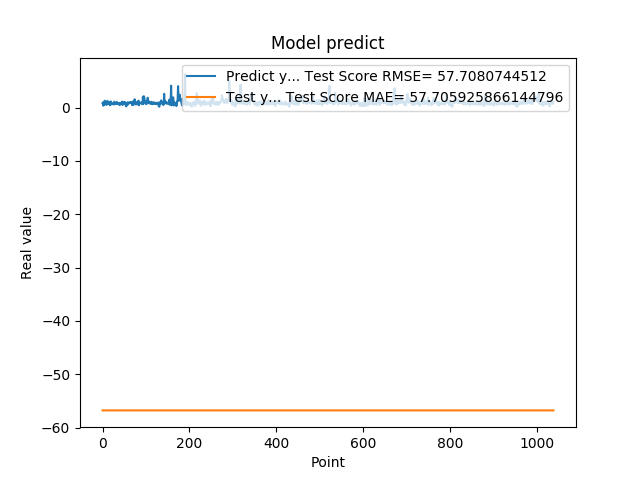 Model predict
Predict y... Test Score RMSE= 57.7080744512
Test y... Test Score MAE= 57.705925866144796
0
−10
−20
−30
−40
−50
−60
Real value
0 200 400 600 800 1000
Point